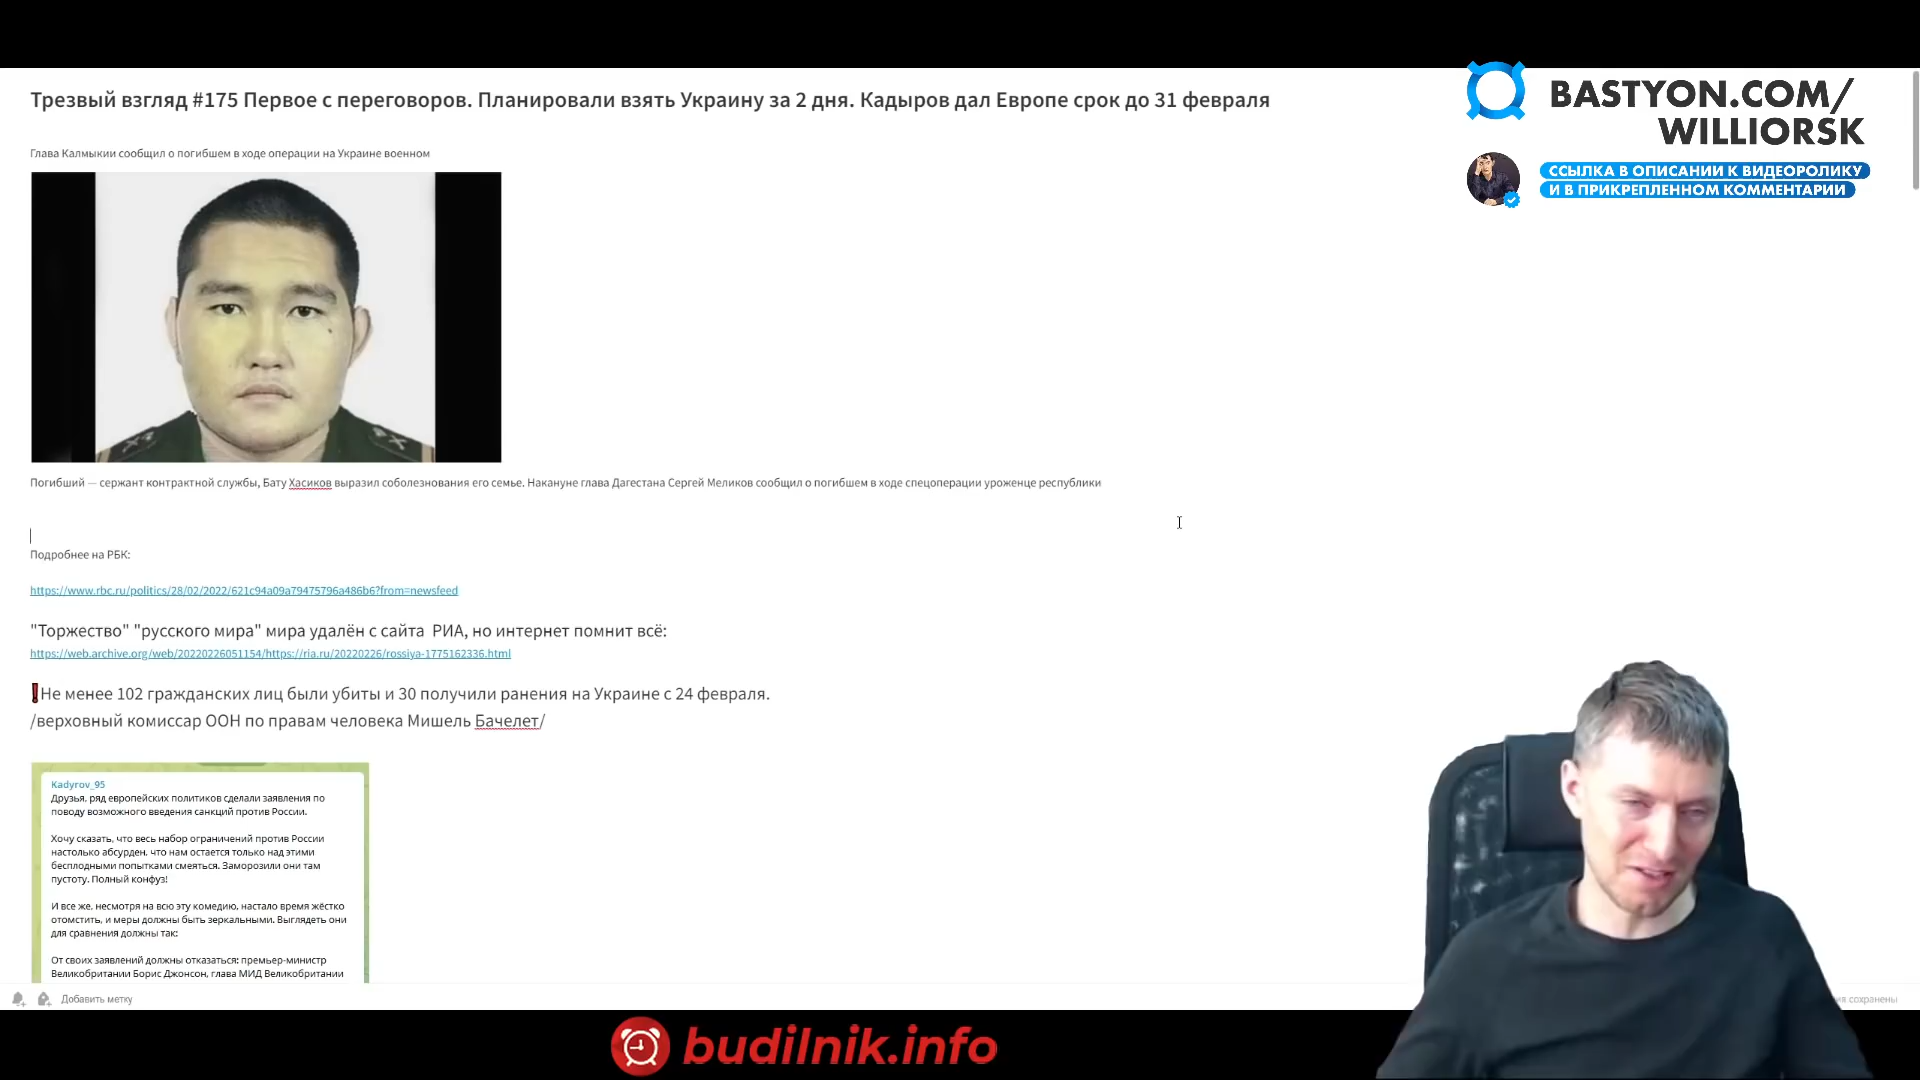 Трезвый взгляд #175 Первое с переговоров. Планировали взять Украину за 2 дня. Кадыров дал Европе срок до 31 февраля
BASTYON.COM/
WILLIORSK
ССЫЛКА В ОПИСАНИИ К ВИДЕОРОЛИКУ
И В ПРИКРЕПЛЕННОМ КОММЕНТАРИИ
Глава Калмыкии сообщил о погибшем в ходе операции на Украине военном
Погибший — сержант контрактной службы, Бату Хасиков выразил соболезнования его семье. Накануне глава Дагестана Сергей Меликов сообщил о погибшем в ходе спецоперации уроженце республики
Подробнее на РБК:
https://www.rbc.ru/politics/28/02/2022/621c94a09a79475796a486b6?from=newsfeed
"Торжество" "русского мира" мира удалён с сайта РИА, но интернет помнит всё:
https://web.archive.org/web/20220226051154/https://ria.ru/20220226/rossiya-1775162336.html
❗Не менее 102 гражданских лиц были убиты и 30 получили ранения на Украине с 24 февраля.
/верховный комиссар ООН по правам человека Мишель Бачелет/
Kadyrov_95
Друзья, ряд европейских политиков сделали заявления по
поводу возможного введения санкций против России.
Хочу сказать, что весь набор ограничений против России
настолько абсурден, что нам остается только над этими
бесплодными попытками смеяться. Заморозили они там
пустоту. Полный конфуз!
И все же, несмотря на всю эту комедию, настало время жёстко
отомстить, и меры должны быть зеркальными. Выглядеть они
для сравнения должны так:
От своих заявлений должны отказаться: премьер-министр
Великобритании Борис Джонсон, глава МИД Великобритании
Добавить метку
сохранены
budilnik.info